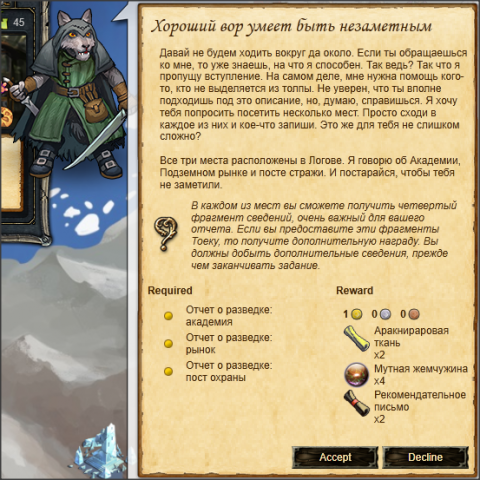 45
Хороший вор умеет быть незаметным
Давай не будем ходить вокруг да около. Если ты обращаешься
ко мне, то уже знаешь, на что я способен. Так ведь? Так что я
пропущу вступление. На самом деле, мне нужна помощь кого-
то, кто не выделяется из толпы. Не уверен, что ты вполне
подходишь под это описание, но, думаю, справишься. Я хочу
тебя попросить посетить несколько мест. Просто сходи в
каждое из них и кое-что запиши. Это же для тебя не слишком
сложно?
Все три места расположены в Логове. Я говорю об Академии,
Подземном рынке и посте стражи. И постарайся, чтобы тебя
не заметили.
В каждом из мест вы сможете получить четвертый
фрагмент сведений, очень важный для вашего
отчета. Если вы предоставите эти фрагменты
Тоеку, то получите дополнительную награду. Вы
должны добыть дополнительные сведения, прежде
чем заканчивать задание.
Required
Отчет о разведке:
академия
Отчет о разведке:
рынок
Отчет о разведке:
пост охраны
Reward
1 0 0
Аракнираровая
ткань
x2
Мутная жемчужина
x4
Рекомендательное
письмо
x2
Accept
Decline